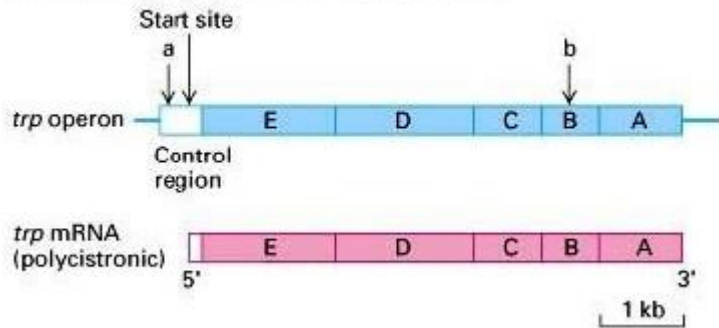 Start site
a
b
trp operon
E D C B A
Control
region
trp mRNA
(polycistronic)
E D C B A
5' 3'
1 kb